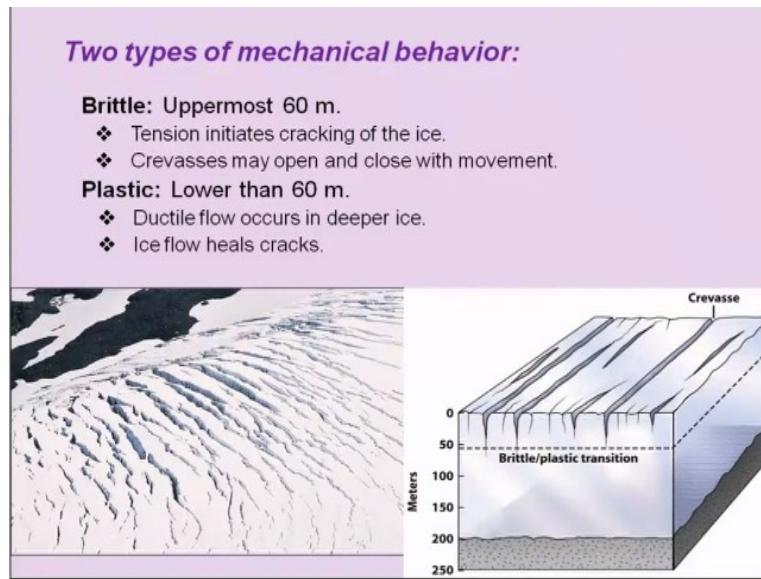 Two types of mechanical behavior:
Brittle: Uppermost 60 m.
❖ Tension initiates cracking of the ice.
❖ Crevasses may open and close with movement.
Plastic: Lower than 60 m.
❖ Ductile flow occurs in deeper ice.
❖ Ice flow heals cracks.
Crevasse
0
50
Brittle/plastic transition
100
150
200
250
Meters